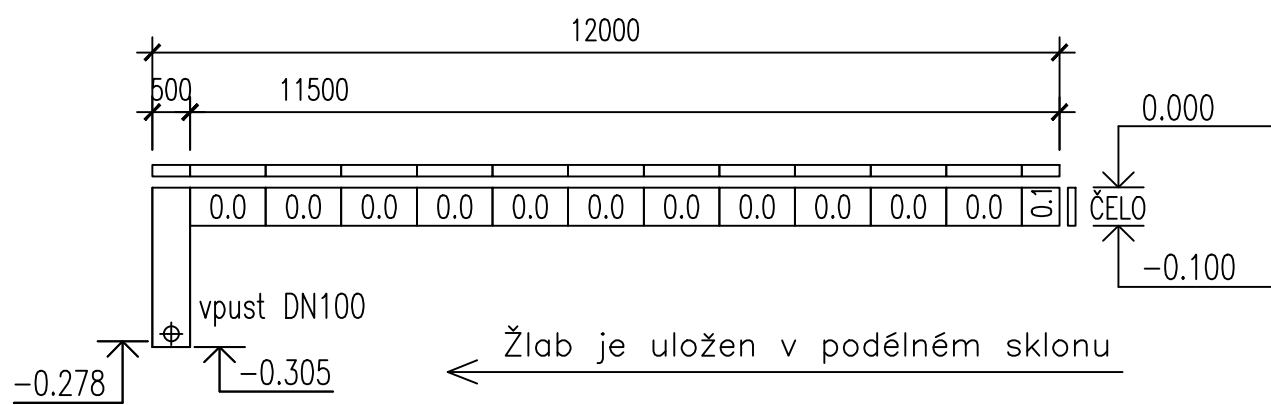 12000
500 11500
0.000
0.0 0.0 0.0 0.0 0.0 0.0 0.0 0.0 0.0 0.0 0.0 0.1 ČELO
-0.100
vpust DN100
Žlab je uložen v podélném sklonu
-0.278 -0.305